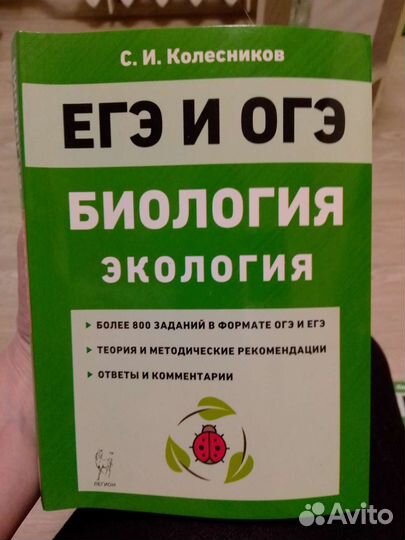 С. И. Колесников
ЕГЭ И ОГЭ
БИОЛОГИЯ
ЭКОЛОГИЯ
БОЛЕЕ 800 ЗАДАНИЙ В ФОРМАТЕ ОГЭ И ЕГЭ
ТЕОРИЯ И МЕТОДИЧЕСКИЕ РЕКОМЕНДАЦИИ
ОТВЕТЫ И КОММЕНТАРИИ
ЛЕГИОН
Avito